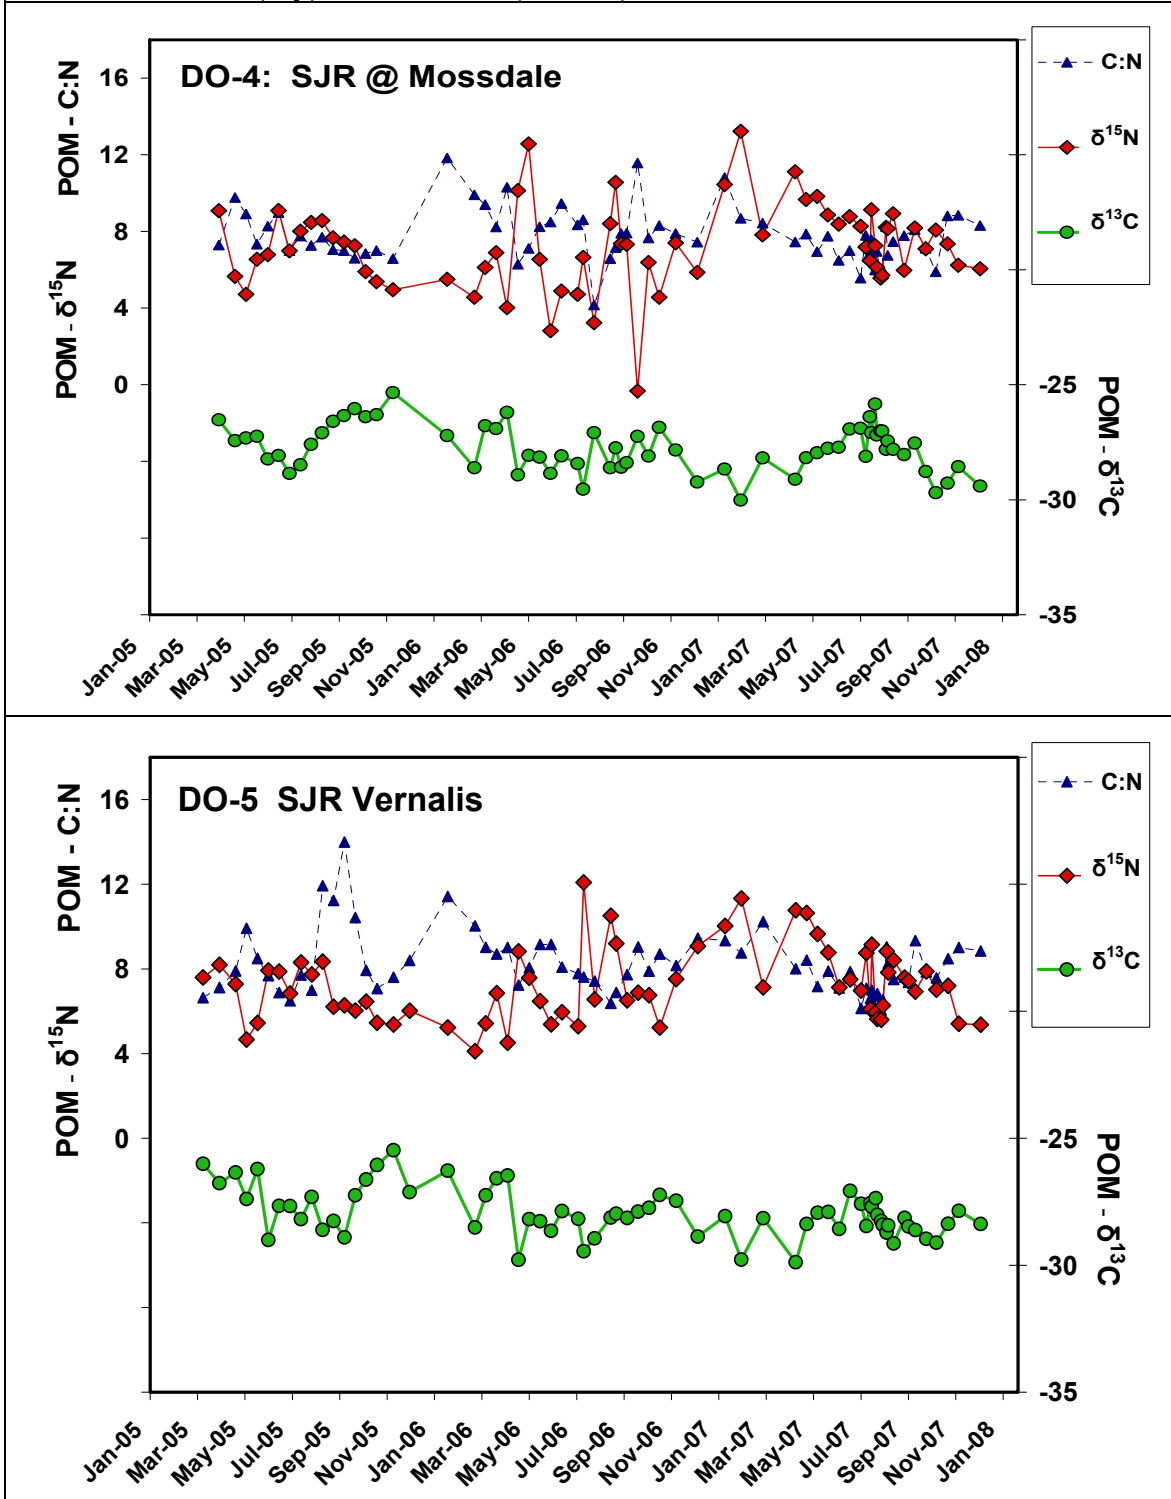 DO-4: SJR @ Mossdale
POM - C:N
POM - δ15N
16
12
8
4
0
-25
-30
-35
POM - δ13C
C:N
δ15N
δ13C
Jan-05
Mar-05
May-05
Jul-05
Sep-05
Nov-05
Jan-06
Mar-06
May-06
Jul-06
Sep-06
Nov-06
Jan-07
Mar-07
May-07
Jul-07
Sep-07
Nov-07
Jan-08
DO-5 SJR Vernalis
POM - C:N
POM - δ15N
16
12
8
4
0
-25
-30
-35
POM - δ13C
C:N
δ15N
δ13C
Jan-05
Mar-05
May-05
Jul-05
Sep-05
Nov-05
Jan-06
Mar-06
May-06
Jul-06
Sep-06
Nov-06
Jan-07
Mar-07
May-07
Jul-07
Sep-07
Nov-07
Jan-08